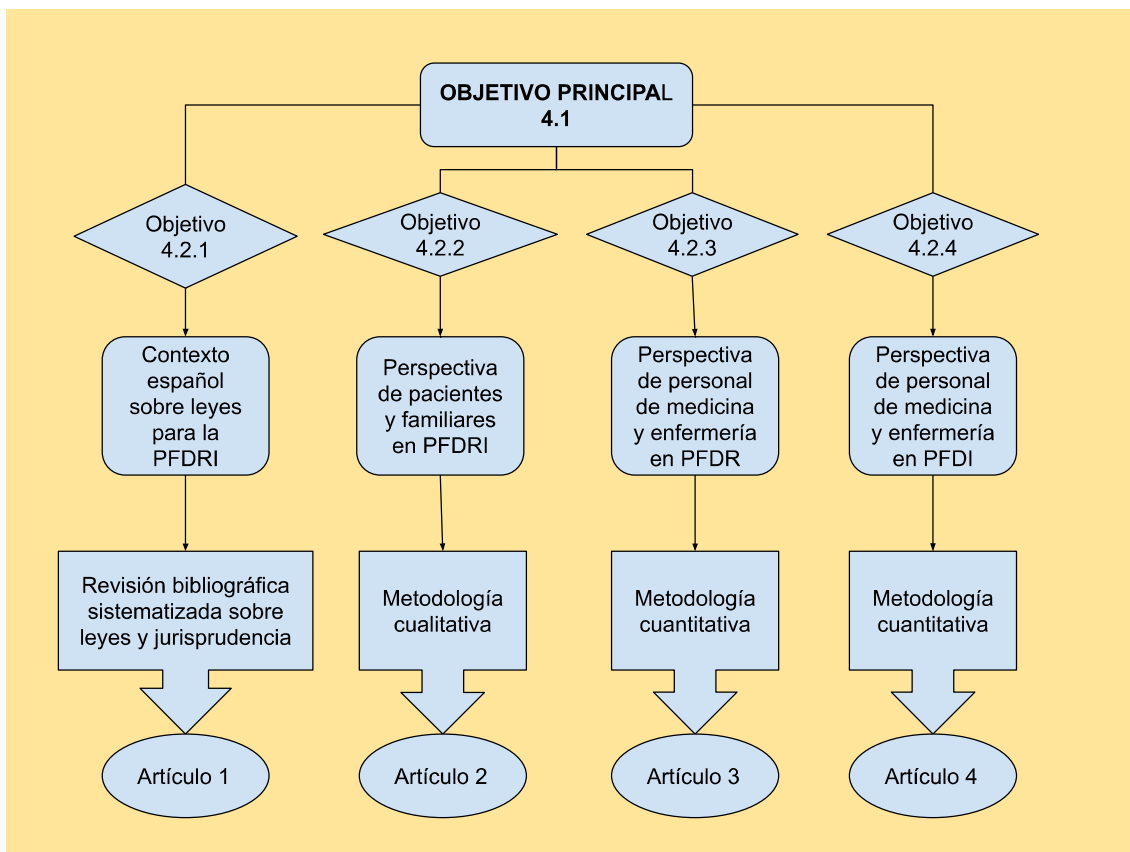 OBJETIVO PRINCIPAL
4.1
Objetivo
4.2.1
Objetivo
4.2.2
Objetivo
4.2.3
Objetivo
4.2.4
Contexto
español
sobre leyes
para la
PFDRI
Perspectiva
de pacientes
y familiares
en PFDRI
Perspectiva
de personal
de medicina
y enfermería
en PFDR
Perspectiva
de personal
de medicina
y enfermería
en PFDI
Revisión bibliográfica
sistematizada sobre
leyes y jurisprudencia
Metodología
cualitativa
Metodología
cuantitativa
Metodología
cuantitativa
Artículo 1
Artículo 2
Artículo 3
Artículo 4